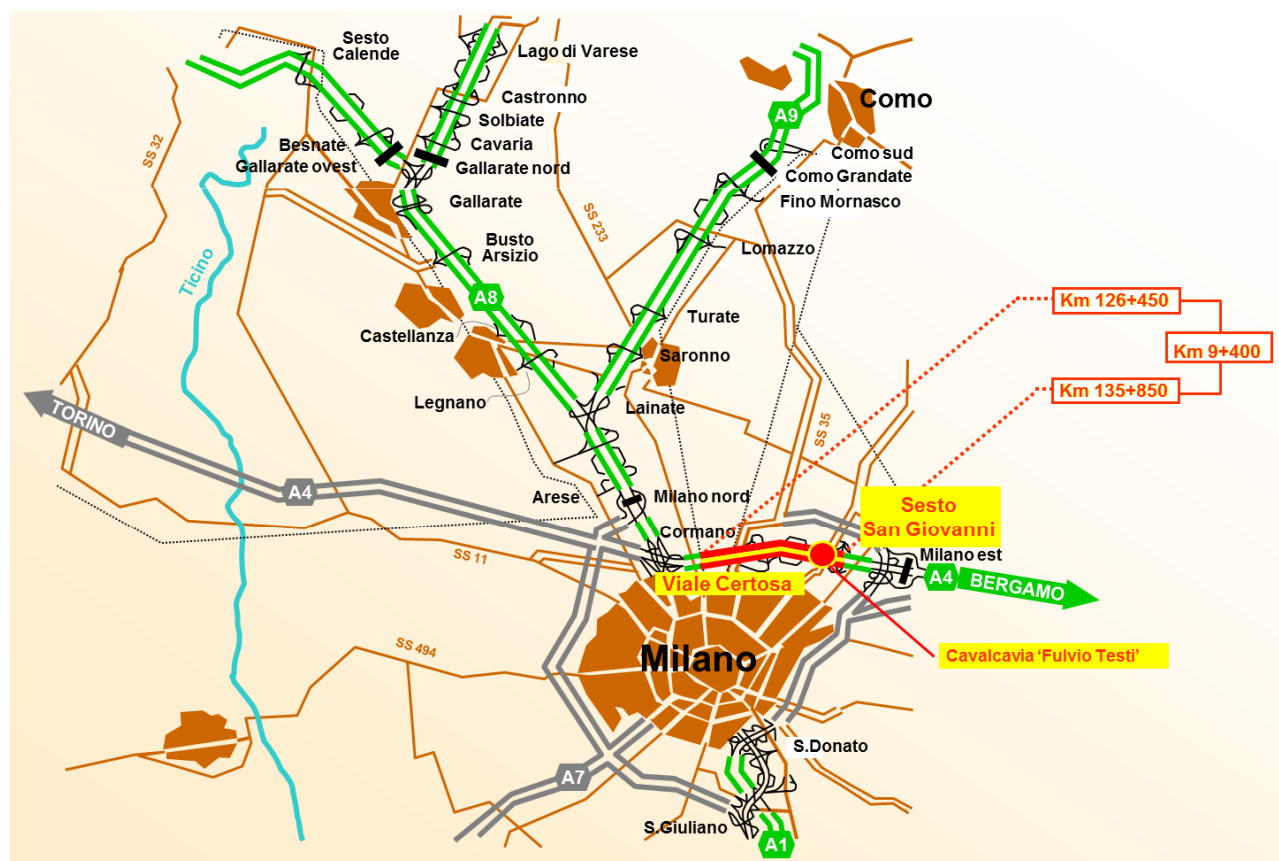 Sesto
Calende
Lago di Varese
Castronno
Solbiate
Cavaria
Gallarate nord
Besnate
Gallarate ovest
SS 32
Gallarate
Busto
Arsizio
A8
Ticino
Castellanza
Legnano
A9
Como
Como sud
Como Grandate
Fino Mornasco
SS 233
Lomazzo
Turate
Saronno
Lainate
Km 126+450
Km 9+400
Km 135+850
SS 35
TORINO
A4
Arese
Milano nord
Cormano
Sesto
San Giovanni
Milano est
SS 11
Viale Certosa
A4
BERGAMO
Cavalcavia ‘Fulvio Testi’
Milano
SS 494
S.Donato
A7
S.Giuliano
A1